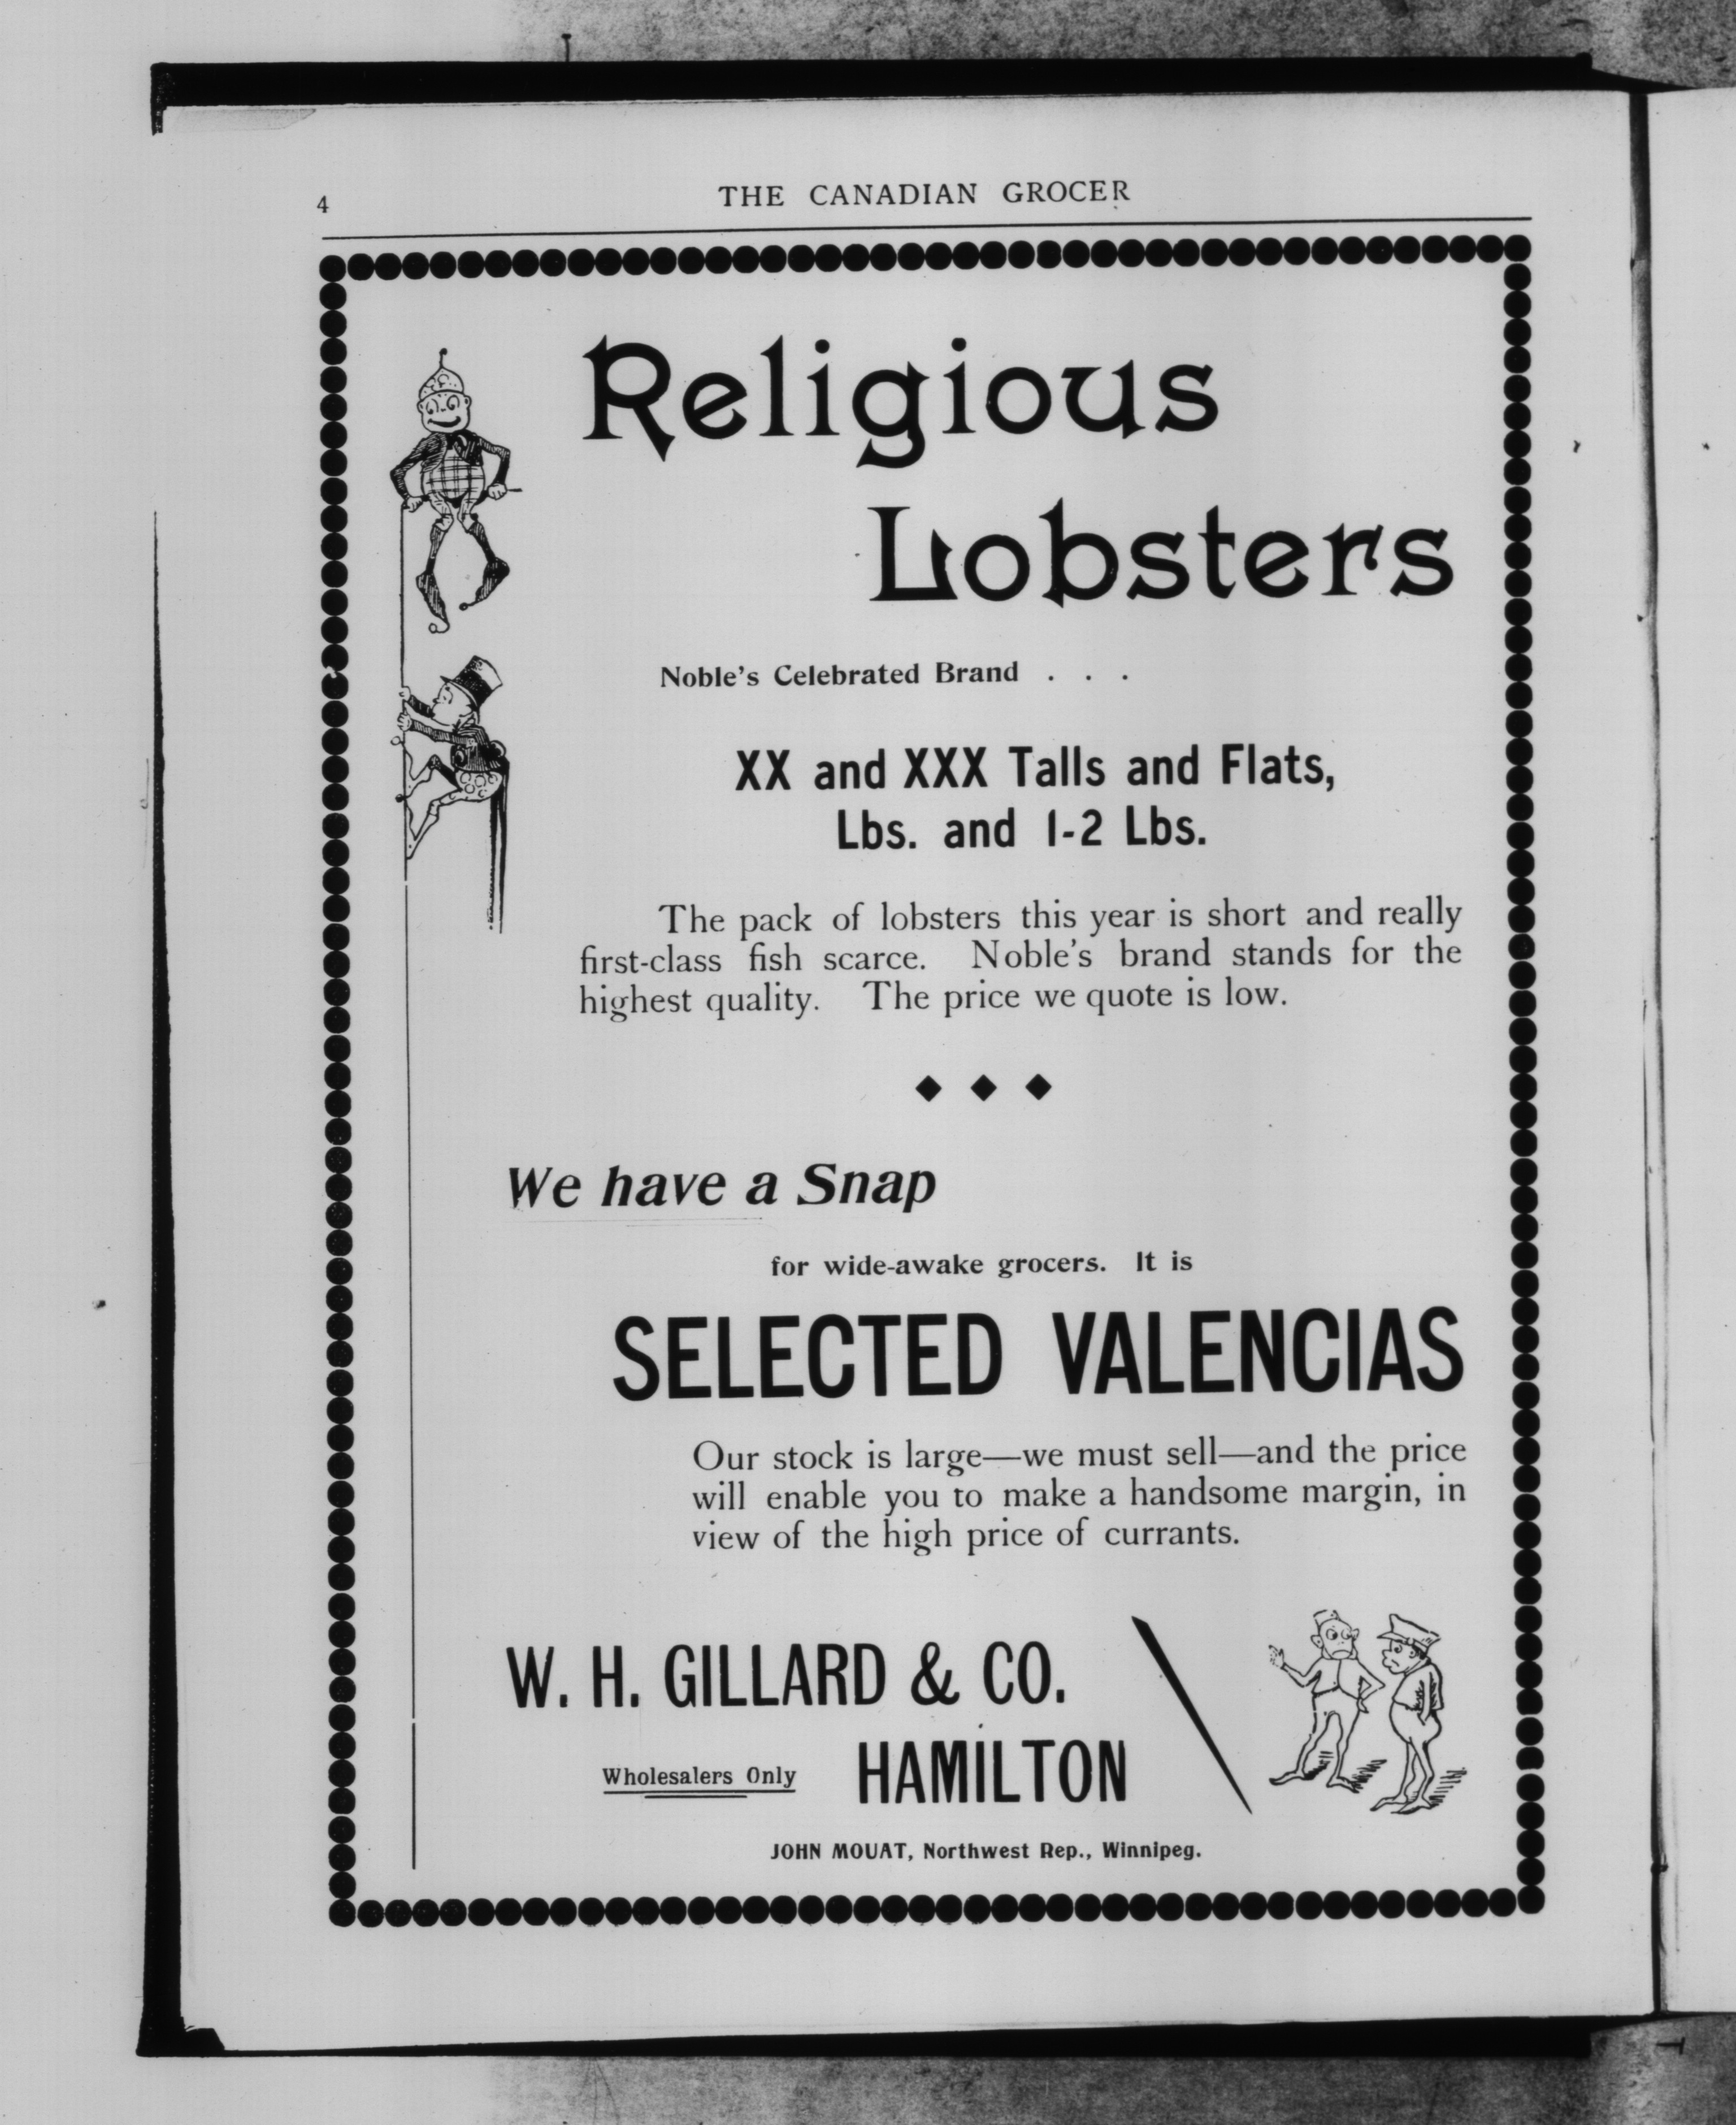 4
THE CANADIAN GROCER
Religious
Lobsters
Noble's Celebrated Brand . . .
XX and XXX Talls and Flats,
Lbs. and 1-2 Lbs.
The pack of lobsters this year is short and really
first-class fish scarce. Noble's brand stands for the
highest quality. The price we quote is low.
We have a Snap
for wide-awake grocers. It is
SELECTED VALENCIAS
Our stock is large—we must sell—and the price
will enable you to make a handsome margin, in
view of the high price of currants.
W. H. GILLARD & CO.
Wholesalers Only HAMILTON
JOHN MOUAT, Northwest Rep., Winnipeg.